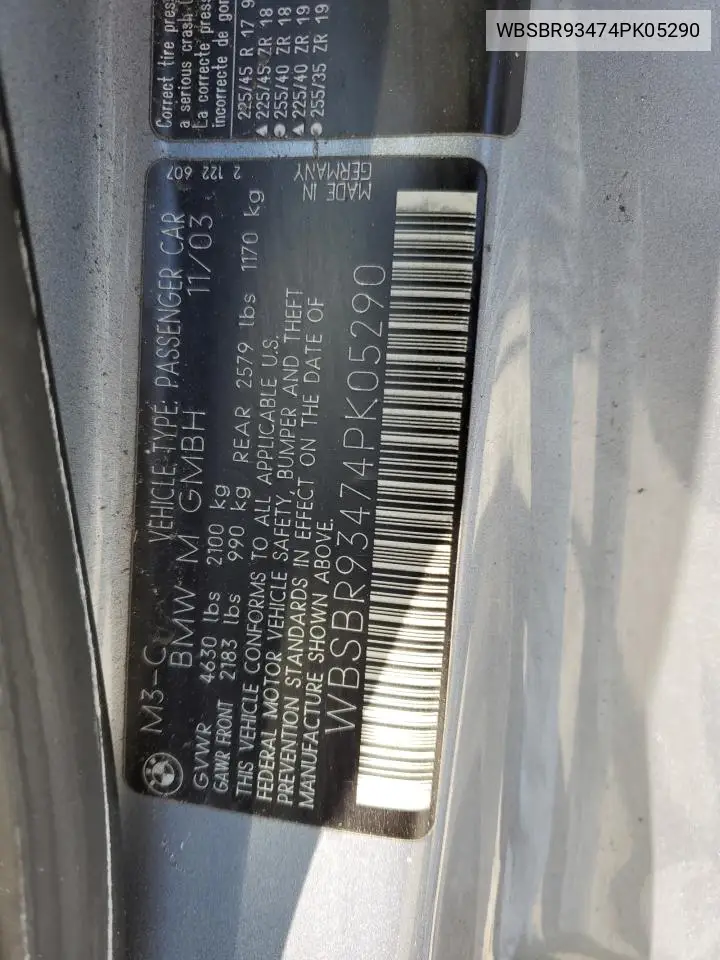 WBSBR93474PK05290
Correct tire press
a serious crash
La correcte pres
incorrecte de gor
225/45 R 17 9
▲ 225/45 ZR 18
● 255/40 ZR 18
▲ 225/40 ZR 19
● 255/35 ZR 19
M3-C VEHICLE TYPE: PASSENGER CAR 2 122 607
BMW M GMBH 11/03
GVWR 4630 lbs 2100 kg
GAWR FRONT 2183 lbs 990 kg REAR 2579 lbs 1170 kg
THIS VEHICLE CONFORMS TO ALL APPLICABLE U.S.
FEDERAL MOTOR VEHICLE SAFETY, BUMPER AND THEFT
PREVENTION STANDARDS IN EFFECT ON THE DATE OF
MANUFACTURE SHOWN ABOVE.
WBSBR93474PK05290
MADE IN
GERMANY